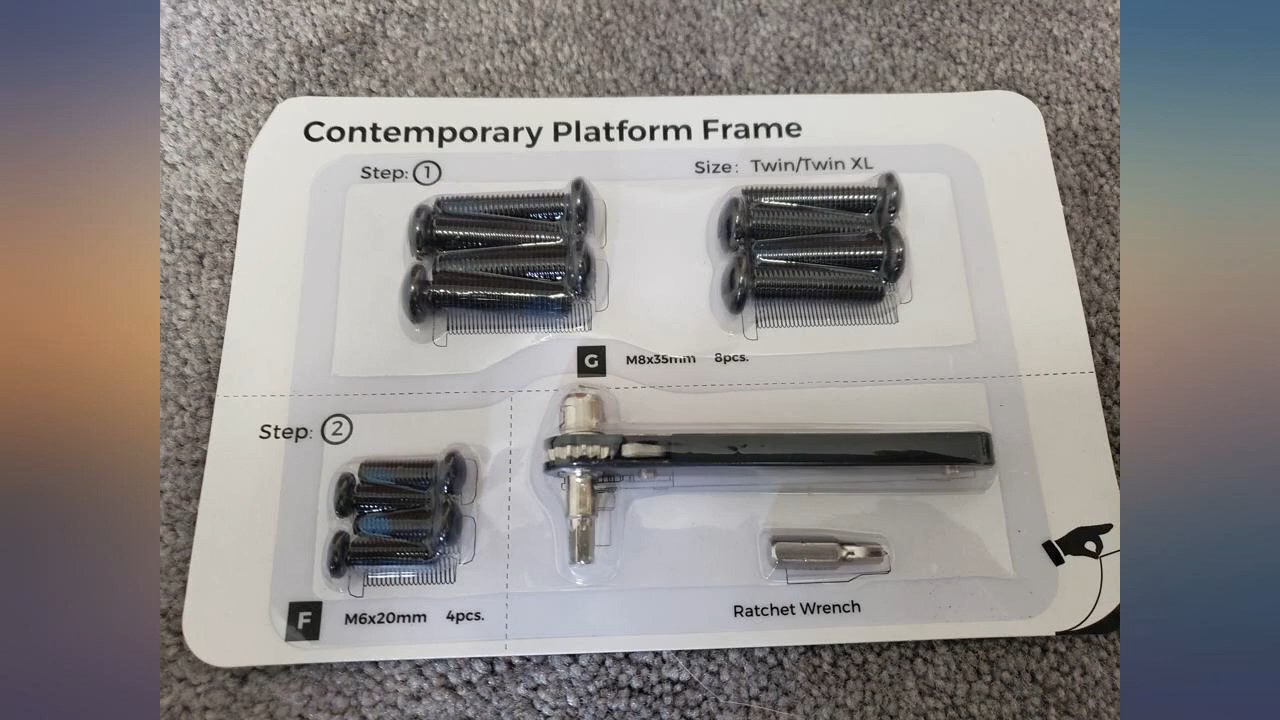 Contemporary Platform Frame
Step: 1
Size: Twin/Twin XL
G M8x35mm 8pcs.
Step: 2
F M6x20mm 4pcs.
Ratchet Wrench